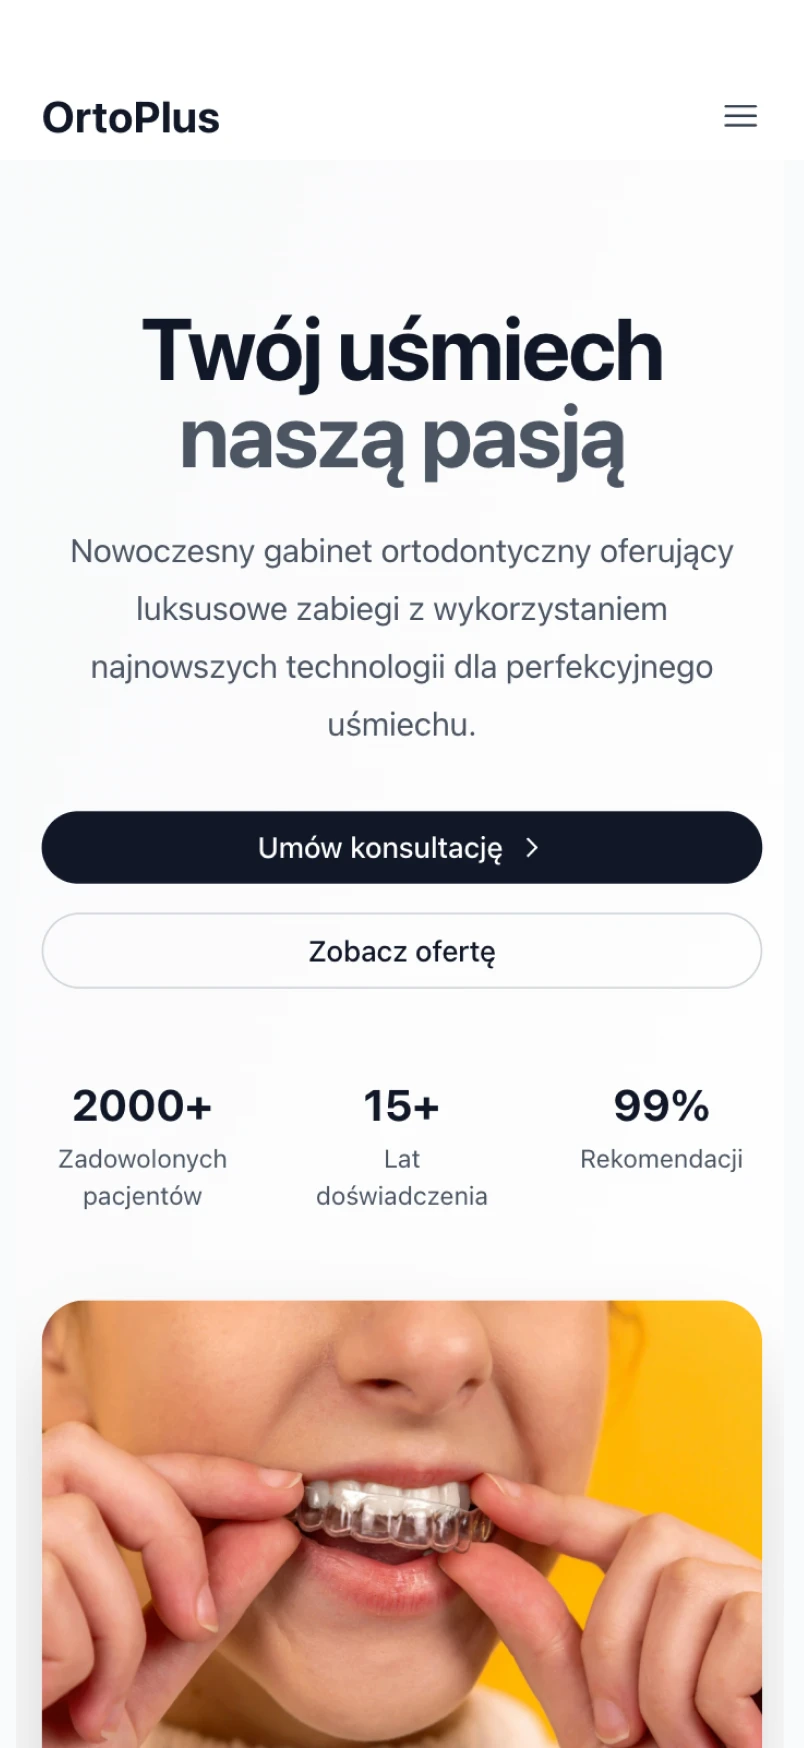 OrtoPlus
Twój uśmiech
naszą pasją
Nowoczesny gabinet ortodontyczny oferujący
luksusowe zabiegi z wykorzystaniem
najnowszych technologii dla perfekcyjnego
uśmiechu.
Umów konsultację
Zobacz ofertę
2000+
Zadowolonych
pacjentów
15+
Lat
doświadczenia
99%
Rekomendacji